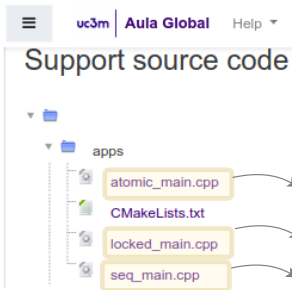 uc3m Aula Global Help
Support source code
apps
atomic_main.cpp
CMakeLists.txt
locked_main.cpp
seq_main.cpp